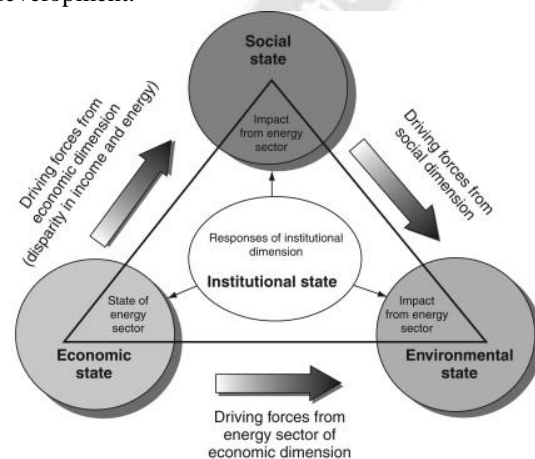 evelopment.
Social
state
Impact
from energy
sector
Driving forces from
economic dimension
(disparity in income and energy)
Driving forces from
social dimension
Responses of institutional
dimension
Institutional state
State of
energy
sector
Economic
state
Impact
from energy
sector
Environmental
state
Driving forces from
energy sector of
economic dimension